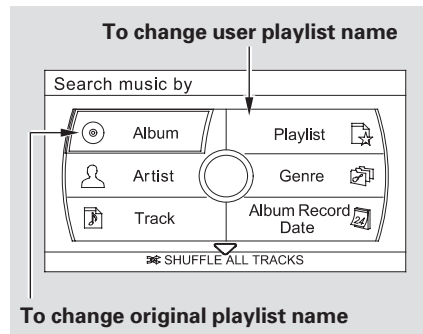 To change user playlist name
Search music by
Album
Playlist
Artist
Genre
Track
Album Record
Date
24
SHUFFLE ALL TRACKS
To change original playlist name